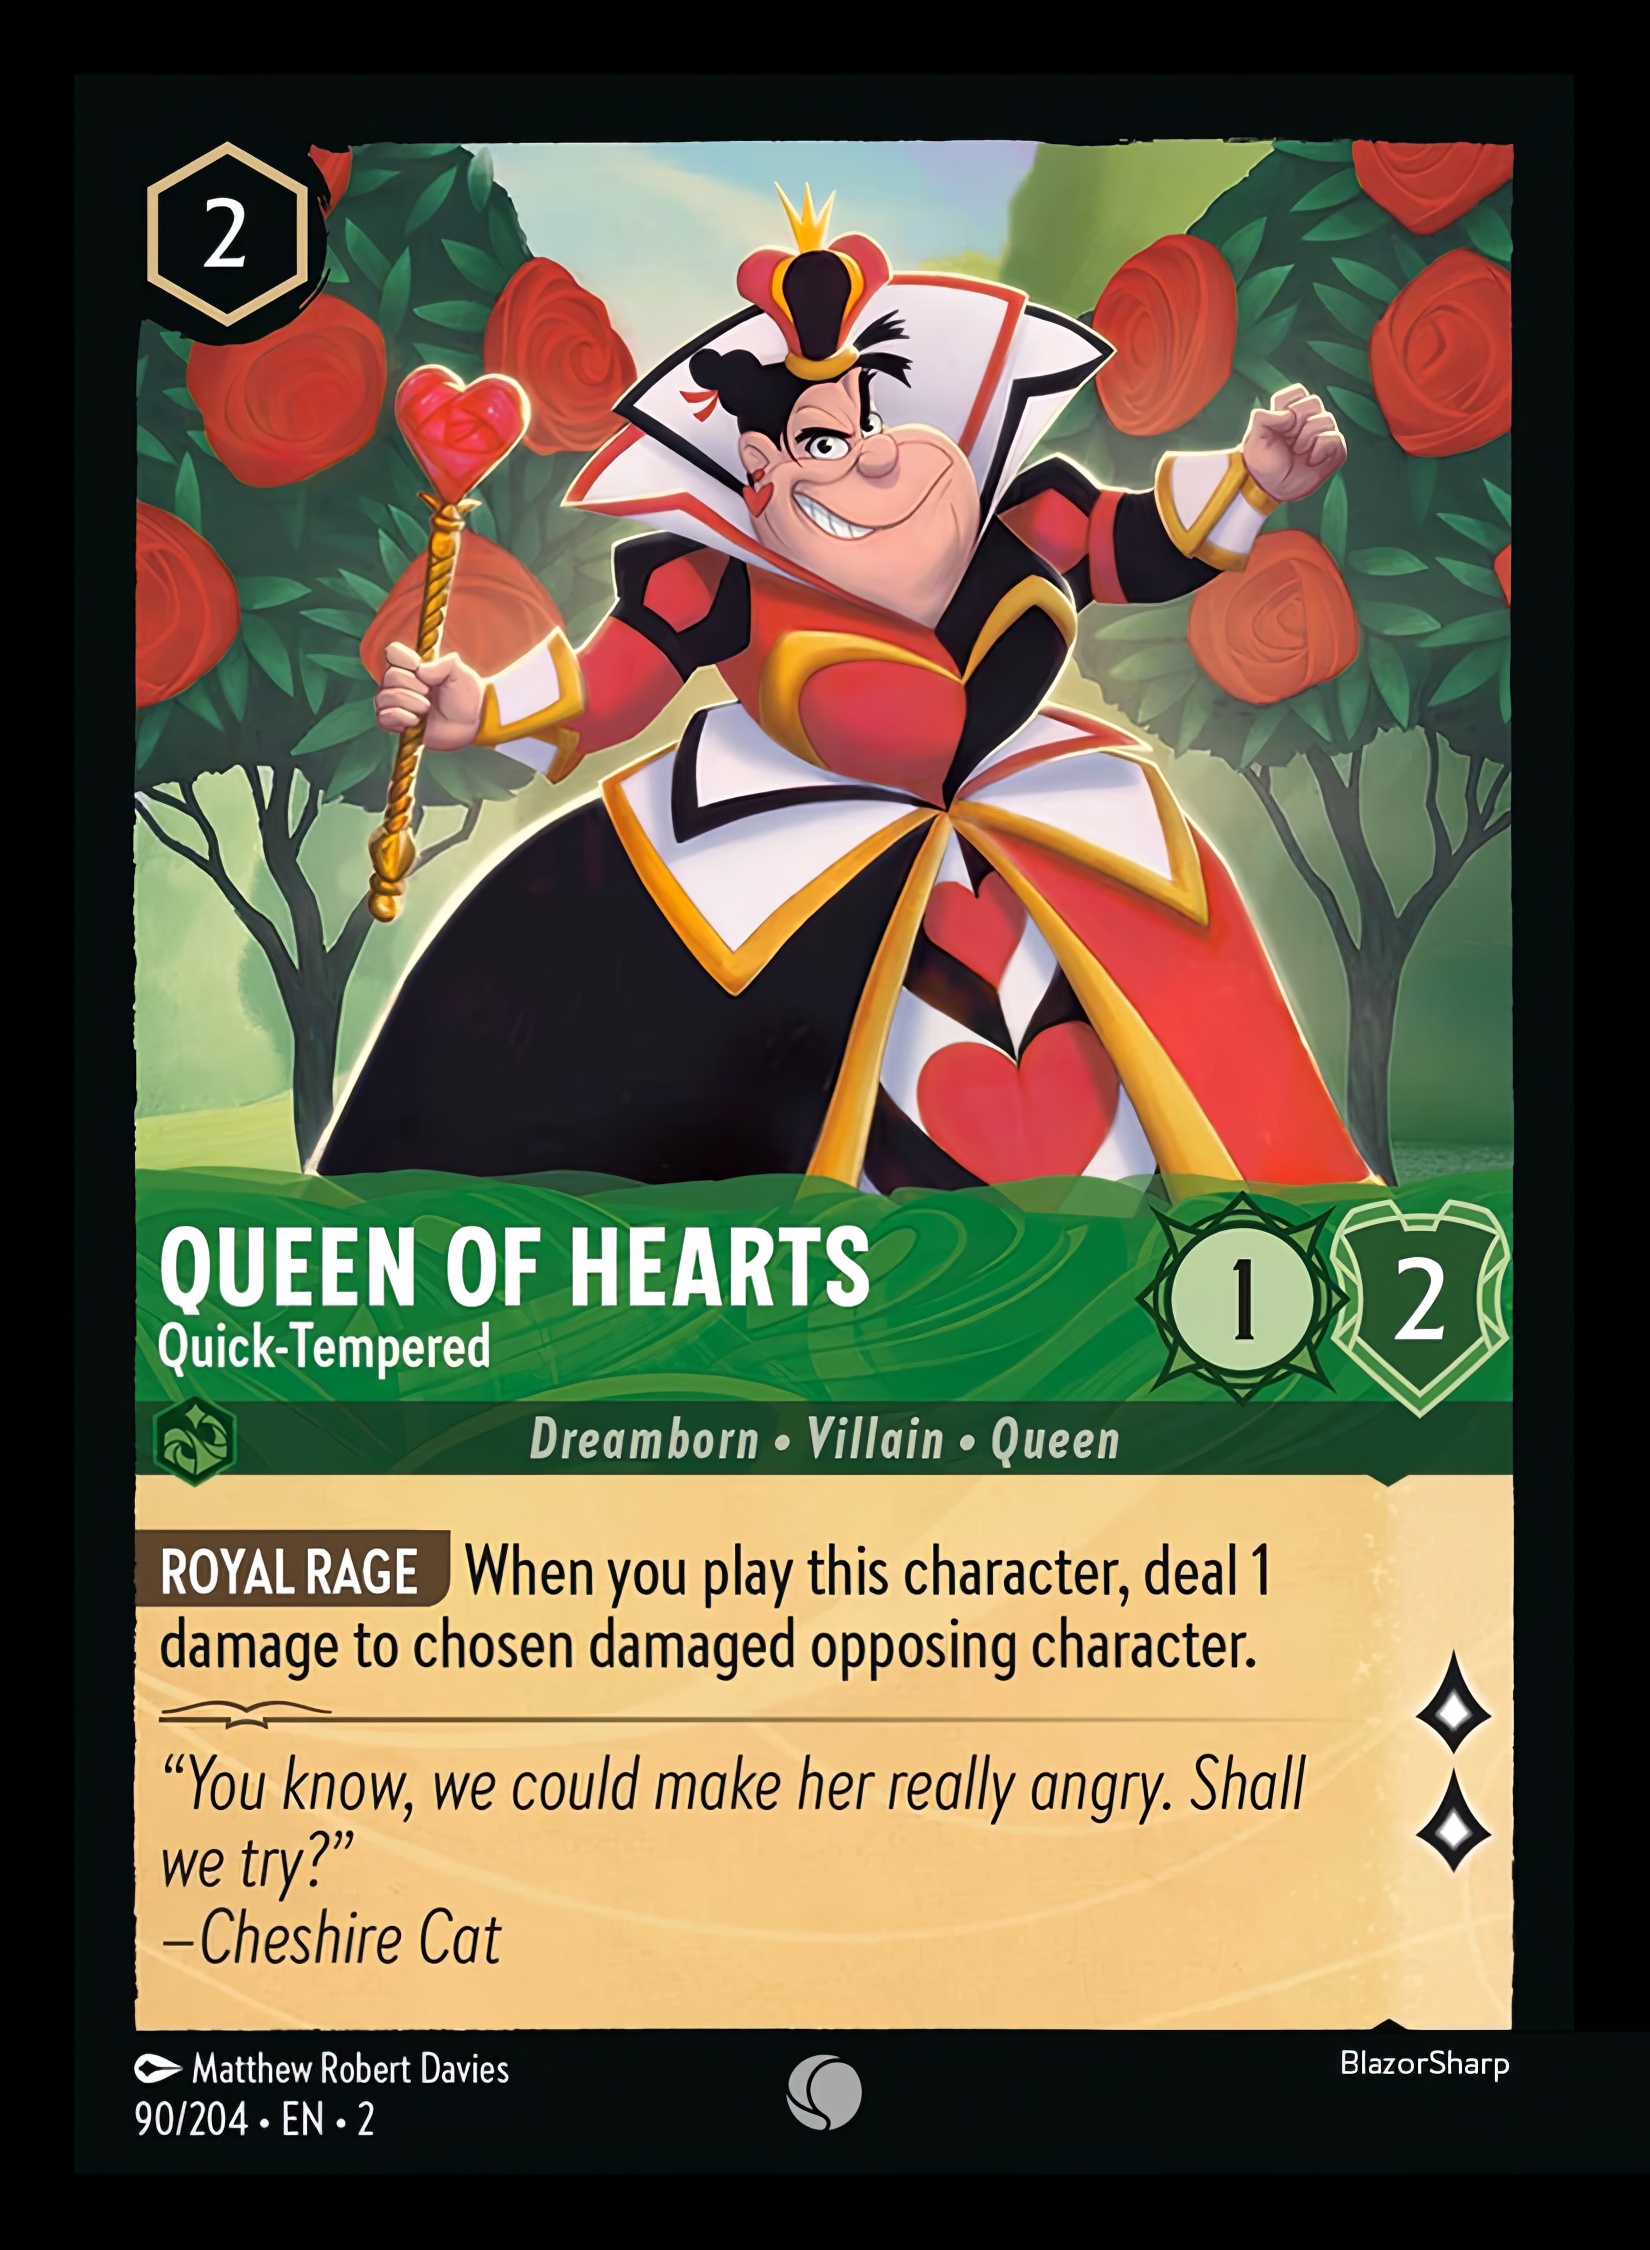 2
QUEEN OF HEARTS
Quick-Tempered
1
2
Dreamborn • Villain • Queen
ROYAL RAGE When you play this character, deal 1
damage to chosen damaged opposing character.
“You know, we could make her really angry. Shall
we try?”
–Cheshire Cat
Matthew Robert Davies
BlazorSharp
90/204 • EN • 2